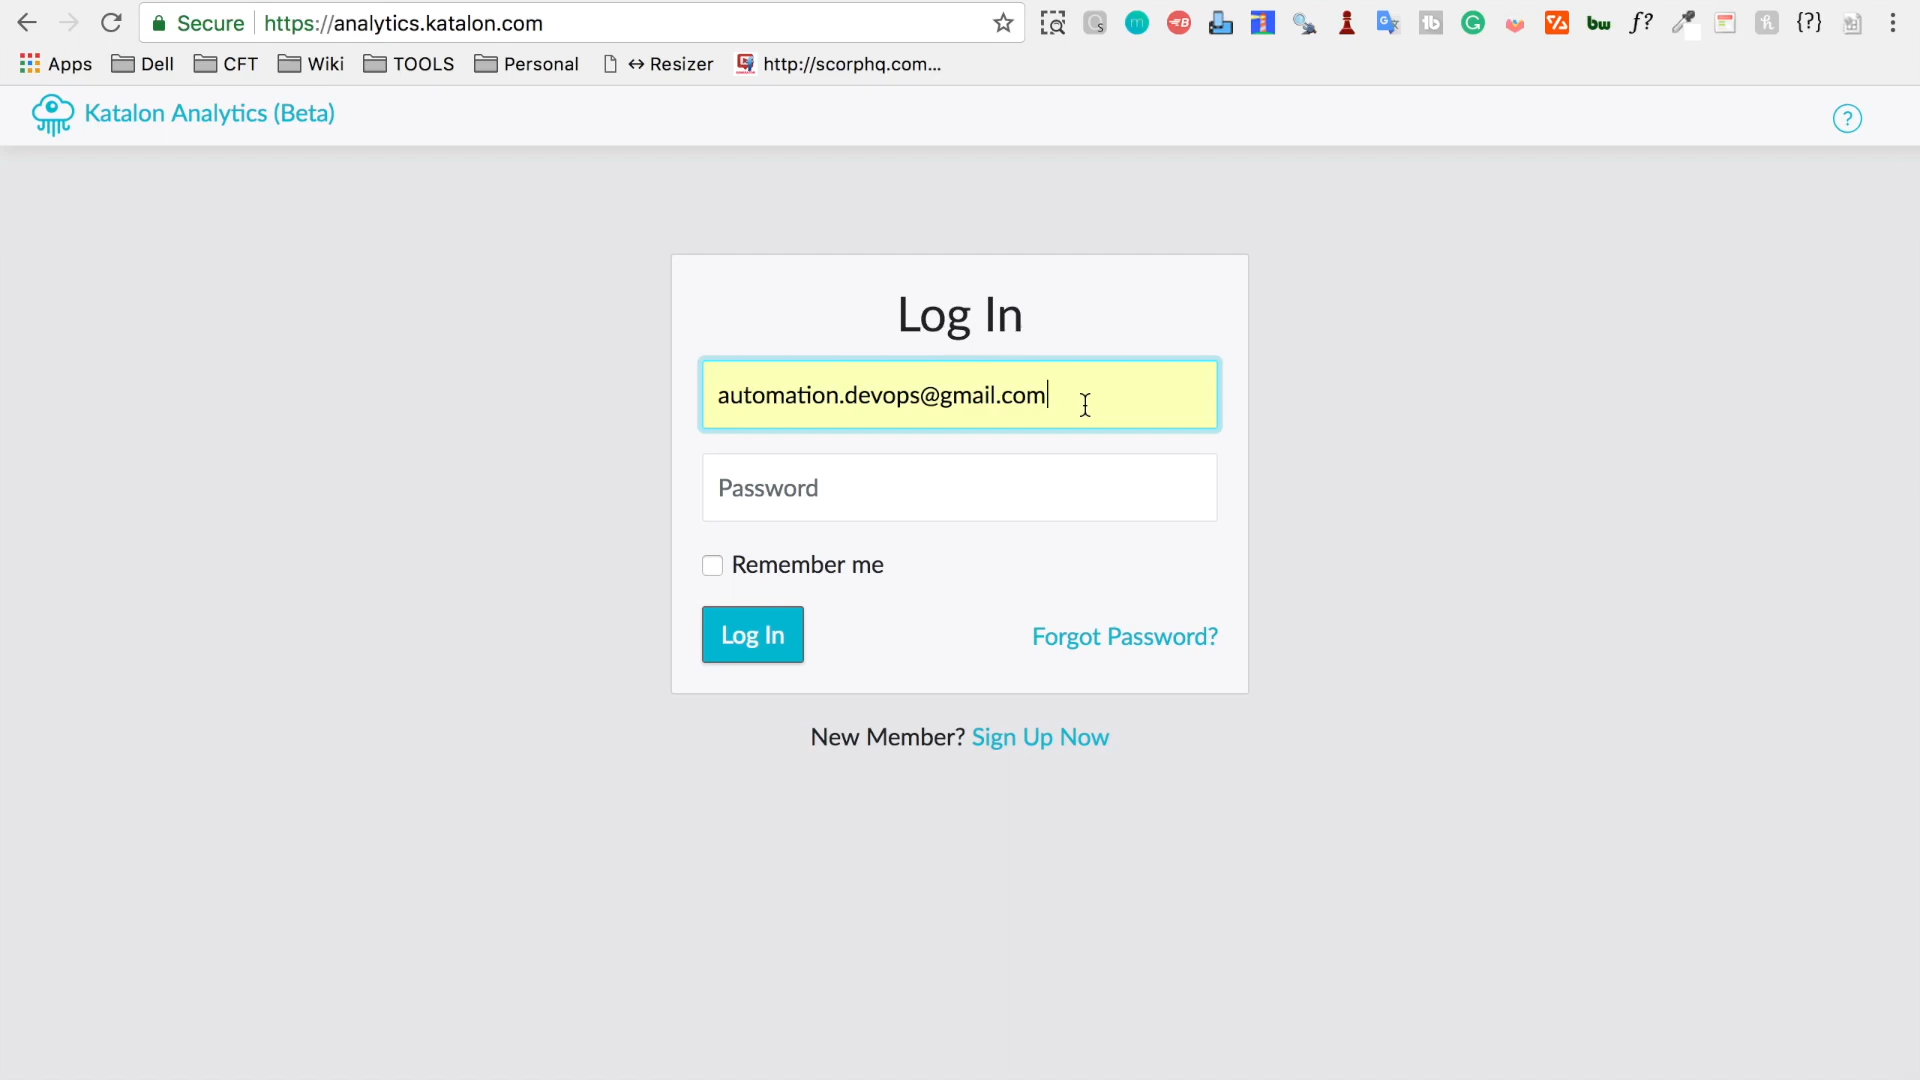 Secure https://analytics.katalon.com
Apps Dell CFT Wiki TOOLS Personal ↔ Resizer http://scorphq.com...
Katalon Analytics (Beta) ?
Log In
automation.devops@gmail.com
Password
Remember me
Log In Forgot Password?
New Member? Sign Up Now